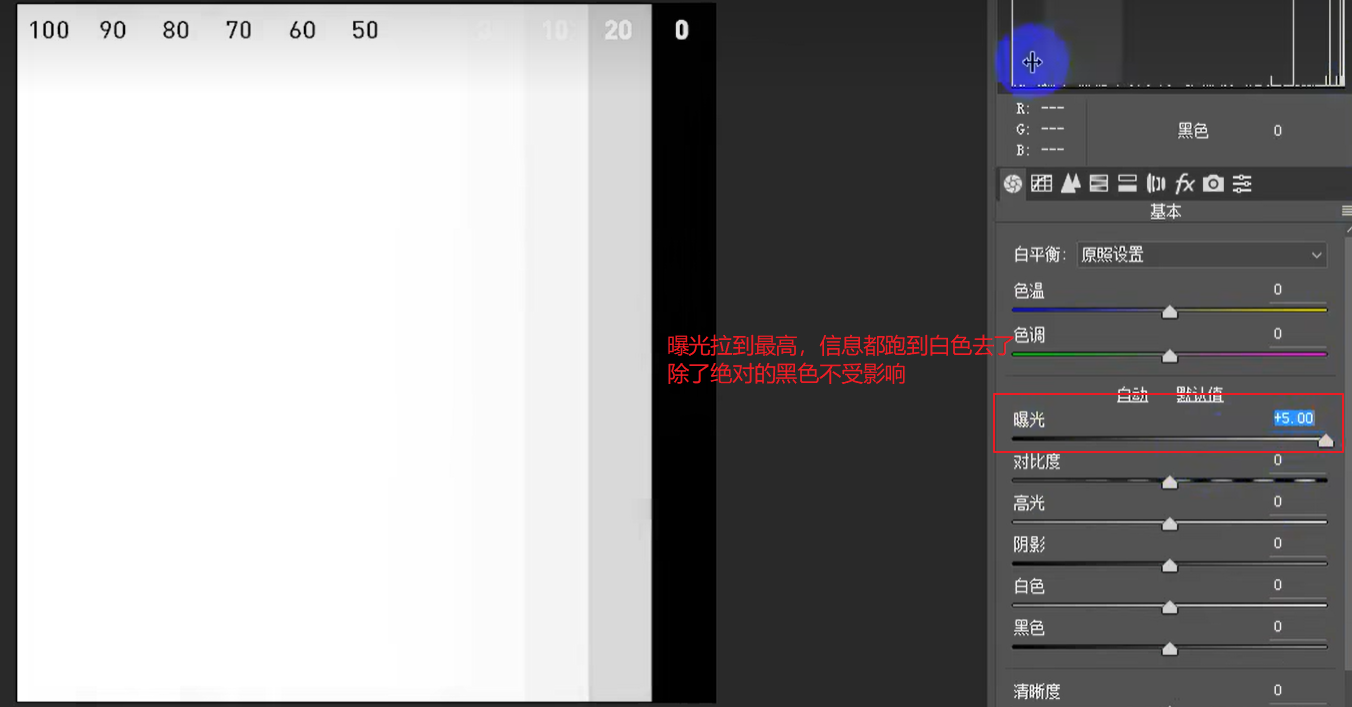 100 90 80 70 60 50 30 10 20 0
R: ---
G: ---
B: ---
黑色 0
fx
基本
白平衡: 原照设置
色温 0
色调 0
曝光拉到最高，信息都跑到白色去了
除了绝对的黑色不受影响
自动 默认值
曝光 +5.00
对比度 0
高光 0
阴影 0
白色 0
黑色 0
清晰度 0